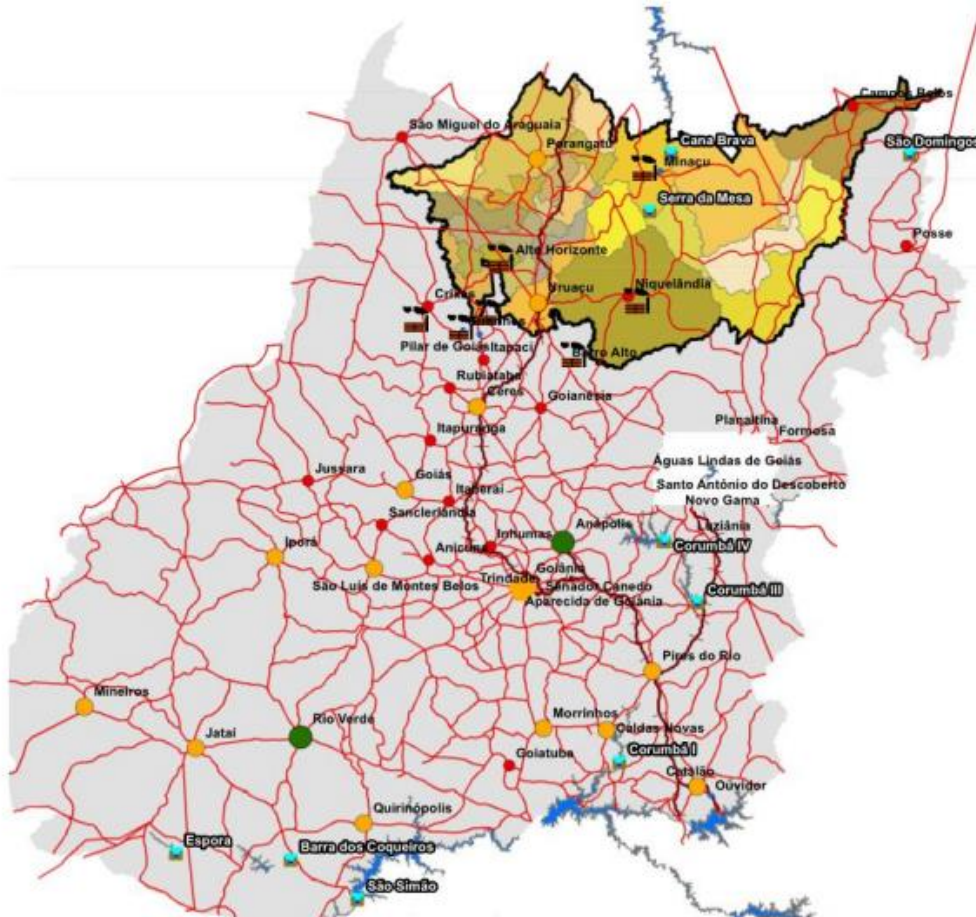 Campos Belos
São Miguel do Araguaia
Porangatu
Cana Brava
São Domingos
Minaçu
Serra da Mesa
Posse
Alto Horizonte
Niquelândia
Uruaçu
Crixás
Pilar de Goiás
Itapaci
Barro Alto
Rubiataba
Ceres
Goianésia
Planaltina
Formosa
Itapuranga
Águas Lindas de Goiás
Jussara
Goiás
Santo Antônio do Descoberto
Novo Gama
Itaberaí
Sanclerlândia
Anápolis
Luziânia
Inhumas
Corumbá IV
Iporá
Anicuns
Goiânia
São Luís de Montes Belos
Trindade
Senador Canedo
Aparecida de Goiânia
Corumbá III
Pires do Rio
Mineiros
Rio Verde
Morrinhos
Caldas Novas
Jataí
Goiatuba
Corumbá I
Catalão
Ouvidor
Quirinópolis
Espora
Barra dos Coqueiros
São Simão